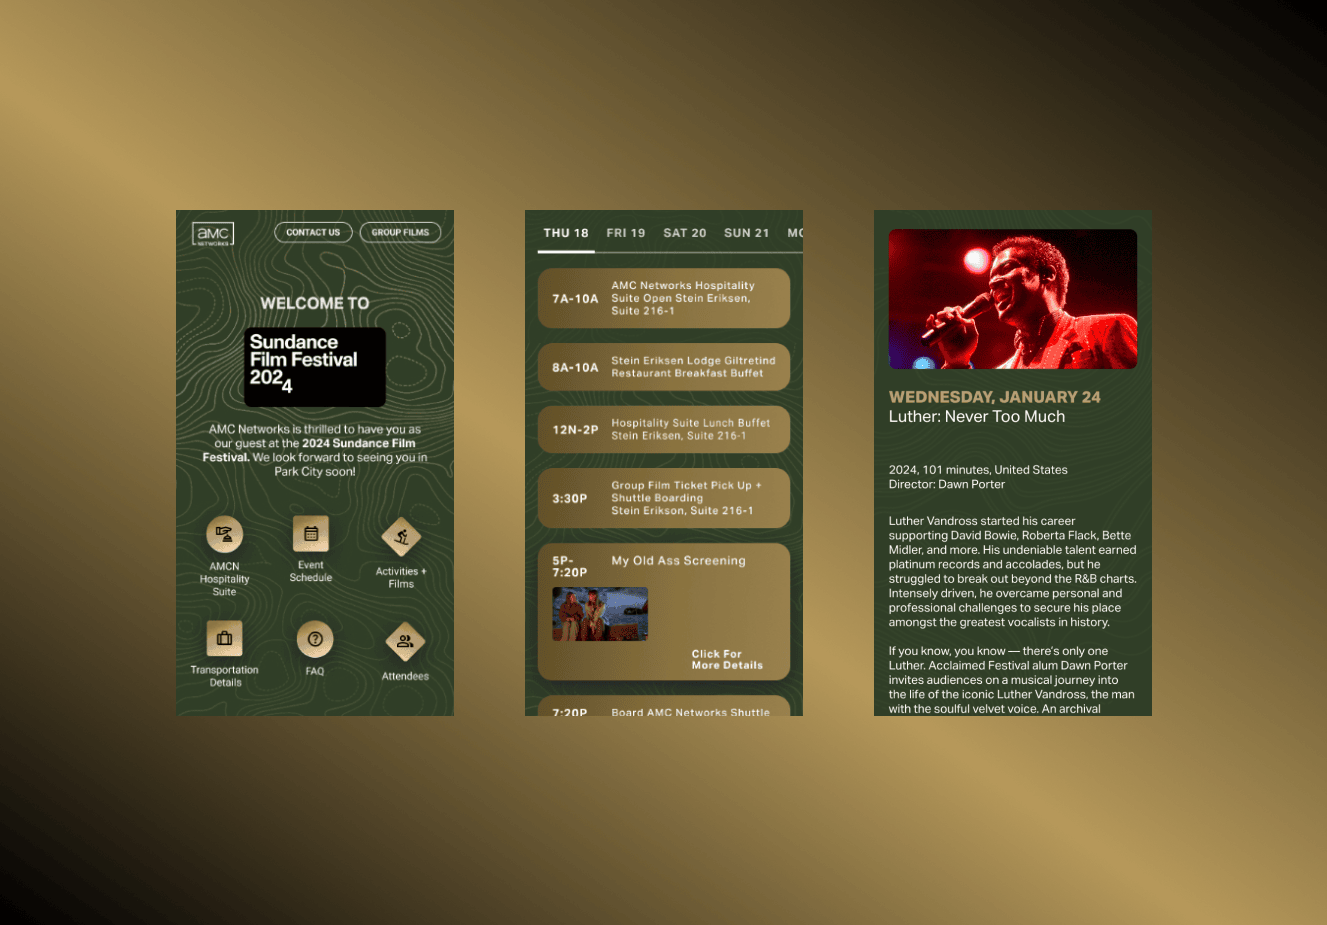 aMC
NETWORKS
CONTACT US
GROUP FILMS
WELCOME TO
Sundance
Film Festival
2024
AMC Networks is thrilled to have you as
our guest at the 2024 Sundance Film
Festival. We look forward to seeing you in
Park City soon!
AMCN
Hospitality
Suite
Event
Schedule
Activities +
Films
Transportation
Details
FAQ
Attendees
THU 18
FRI 19
SAT 20
SUN 21
7A-10A
AMC Networks Hospitality
Suite Open Stein Eriksen,
Suite 216-1
8A-10A
Stein Eriksen Lodge Giltretind
Restaurant Breakfast Buffet
12N-2P
Hospitality Suite Lunch Buffet
Stein Eriksen, Suite 216-1
3:30P
Group Film Ticket Pick Up +
Shuttle Boarding
Stein Erikson, Suite 216-1
5P-
7:20P
My Old Ass Screening
Click For
More Details
7:20P
Board AMC Networks Shuttle
WEDNESDAY, JANUARY 24
Luther: Never Too Much
2024, 101 minutes, United States
Director: Dawn Porter
Luther Vandross started his career
supporting David Bowie, Roberta Flack, Bette
Midler, and more. His undeniable talent earned
platinum records and accolades, but he
struggled to break out beyond the R&B charts.
Intensely driven, he overcame personal and
professional challenges to secure his place
amongst the greatest vocalists in history.
If you know, you know — there's only one
Luther. Acclaimed Festival alum Dawn Porter
invites audiences on a musical journey into
the life of the iconic Luther Vandross, the man
with the soulful velvet voice. An archival